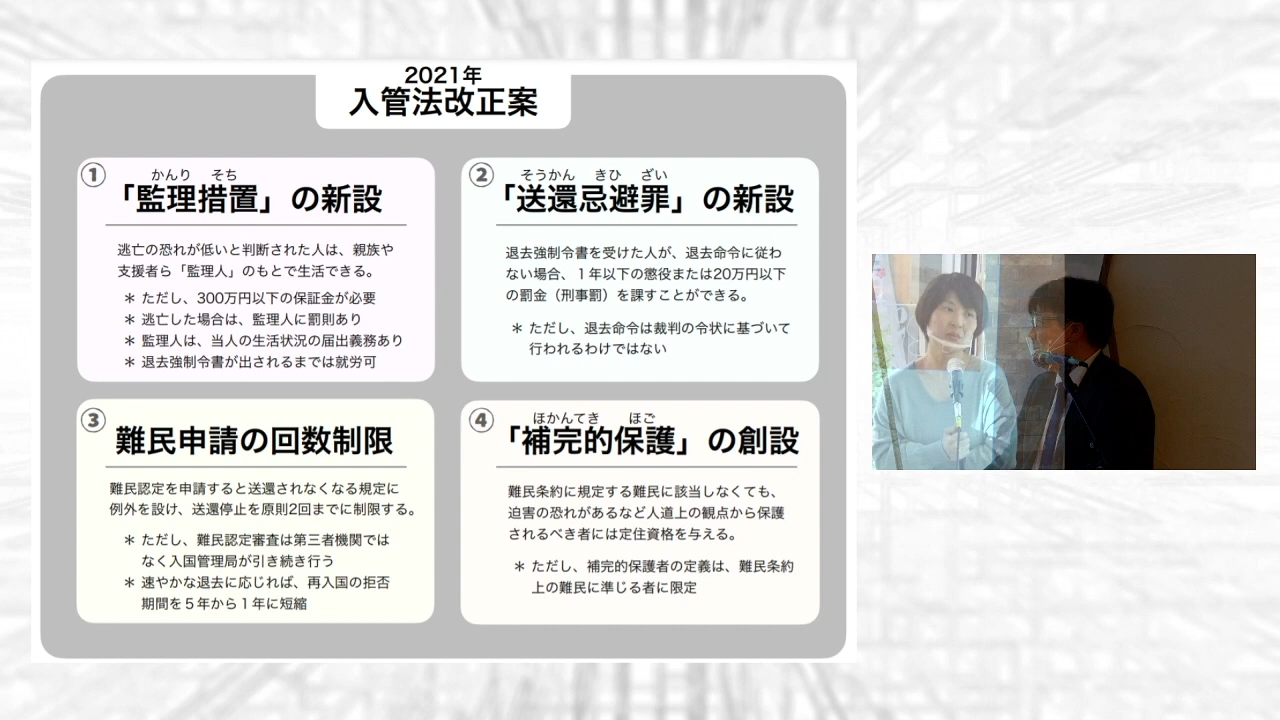 2021年
入管法改正案
①
かんり そち
「監理措置」の新設
逃亡の恐れが低いと判断された人は、親族や
支援者ら「監理人」のもとで生活できる。
＊ ただし、300万円以下の保証金が必要
＊ 逃亡した場合は、監理人に罰則あり
＊ 監理人は、当人の生活状況の届出義務あり
＊ 退去強制令書が出されるまでは就労可
②
そうかん きひ ざい
「送還忌避罪」の新設
退去強制令書を受けた人が、退去命令に従わ
ない場合、１年以下の懲役または20万円以下
の罰金（刑事罰）を課すことができる。
＊ ただし、退去命令は裁判の令状に基づいて
行われるわけではない
③
難民申請の回数制限
難民認定を申請すると送還されなくなる規定に
例外を設け、送還停止を原則2回までに制限する。
＊ ただし、難民認定審査は第三者機関では
なく入国管理局が引き続き行う
＊ 速やかな退去に応じれば、再入国の拒否
期間を５年から１年に短縮
④
ほかんてき ほご
「補完的保護」の創設
難民条約に規定する難民に該当しなくても、
迫害の恐れがあるなど人道上の観点から保護
されるべき者には定住資格を与える。
＊ ただし、補完的保護者の定義は、難民条約
上の難民に準じる者に限定